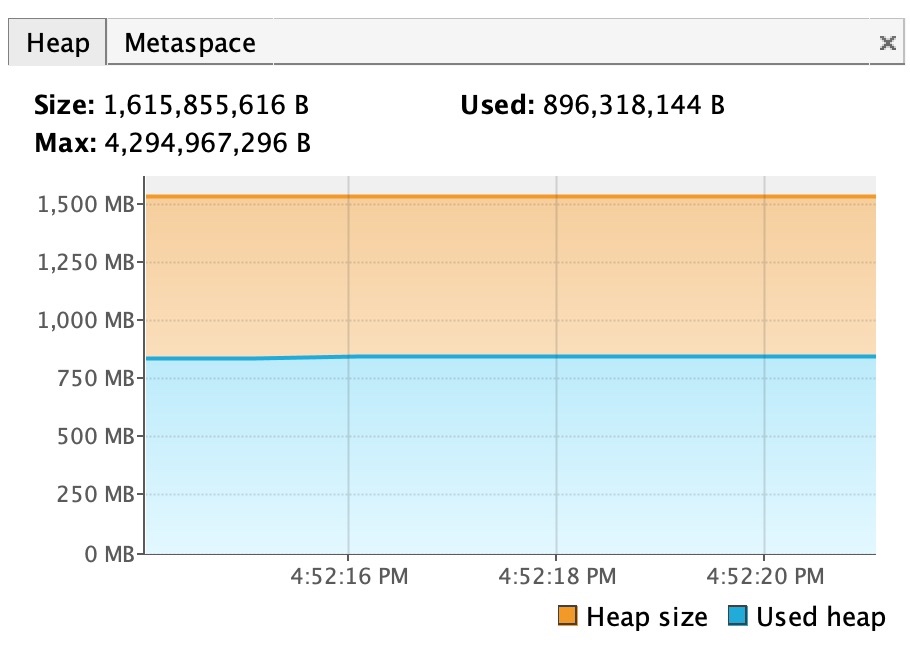 Heap Metaspace
Size: 1,615,855,616 B Used: 896,318,144 B
Max: 4,294,967,296 B
1,500 MB
1,250 MB
1,000 MB
750 MB
500 MB
250 MB
0 MB
4:52:16 PM 4:52:18 PM 4:52:20 PM
Heap size Used heap